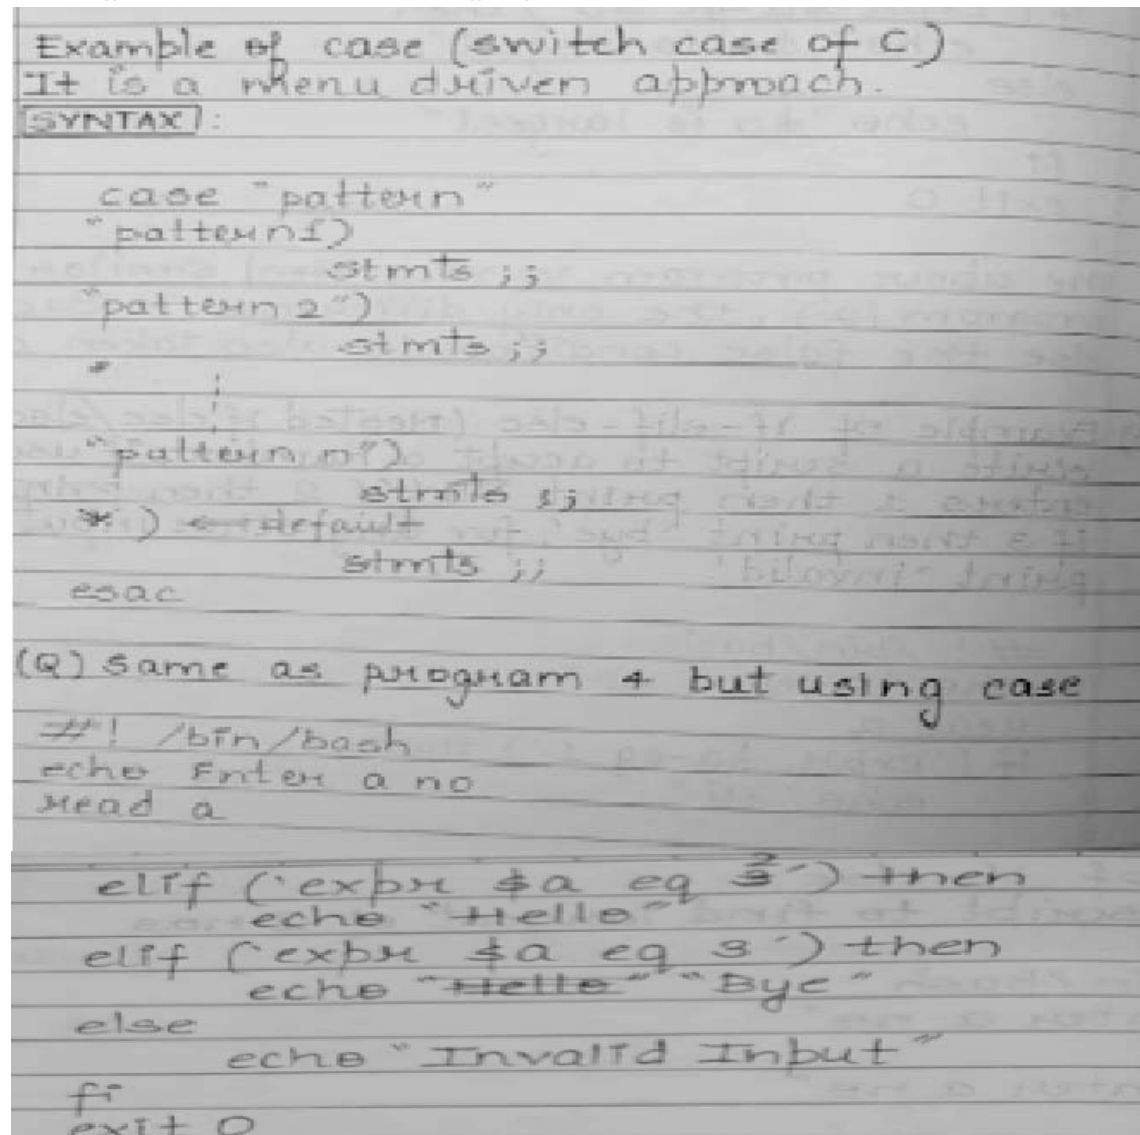 Example of case (switch case of C)
It is a menu driven approach.
SYNTAX:
case "pattern"
"pattern1)
stmts ;;
"pattern 2")
stmts ;;
"pattern n")
stmts ;;
*) ← default
stmts ;;
esac
(Q) Same as program 4 but using case
#! /bin/bash
echo Enter a no
read a
elif (`expr $a eq 2`) then
echo "Hello"
elif (`expr $a eq 3`) then
echo "Hello" "Bye"
else
echo "Invalid Input"
fi
exit 0